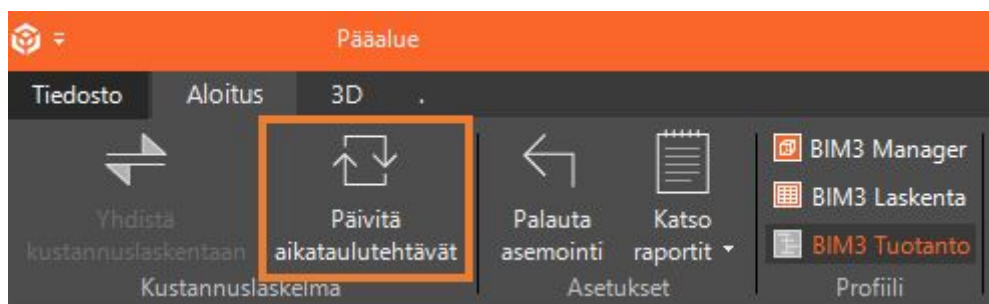 Pääalue
Tiedosto Aloitus 3D .
Yhdistä
kustannuslaskentaan
Päivitä
aikataulutehtävät
Kustannuslaskelma
Palauta
asemointi
Katso
raportit
Asetukset
BIM3 Manager
BIM3 Laskenta
BIM3 Tuotanto
Profiili